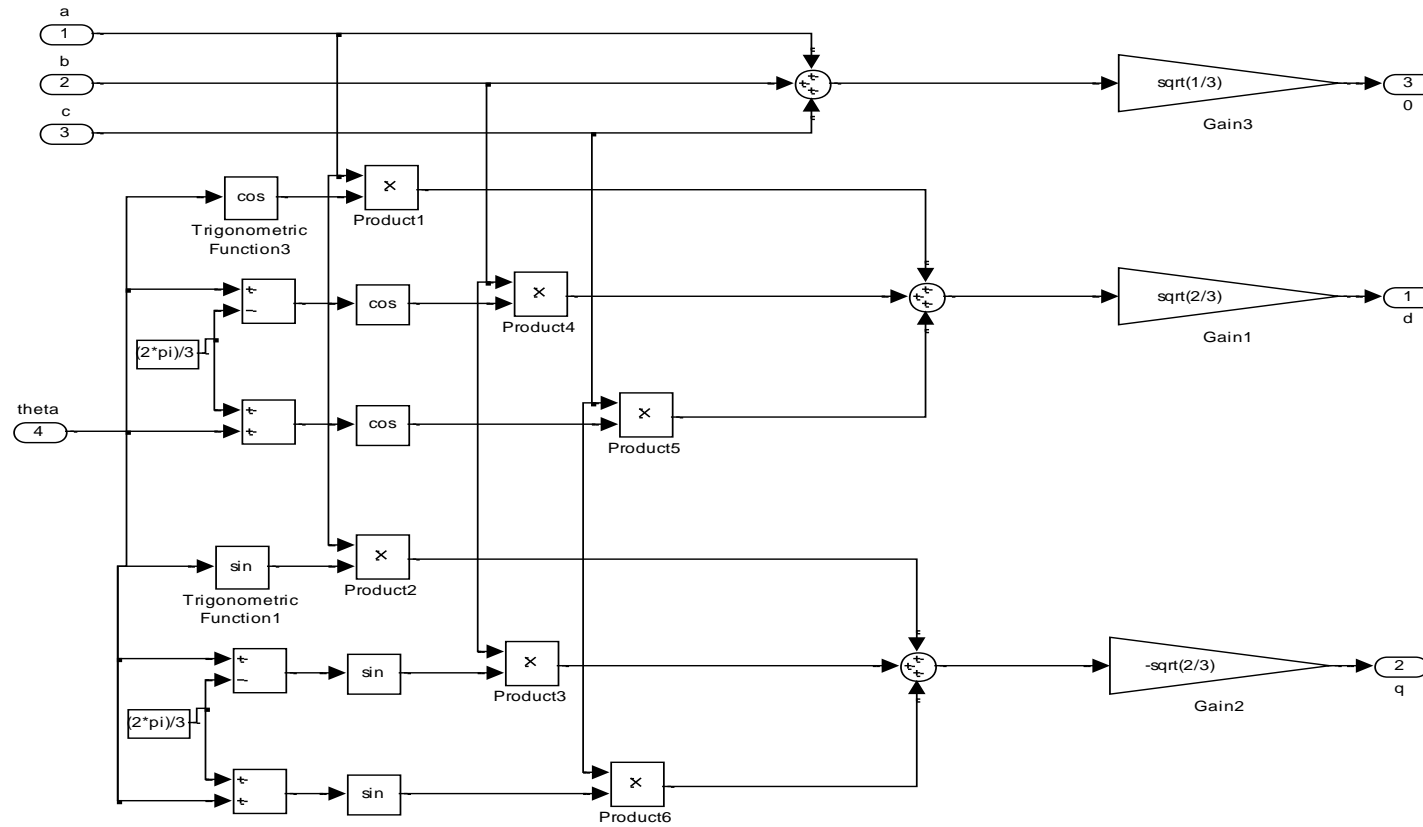 a
1
b
2
c
3
sqrt(1/3)
Gain3
3
0
cos
Trigonometric
Function3
×
Product1
cos
×
Product4
sqrt(2/3)
Gain1
1
d
(2*pi)/3
theta
4
cos
×
Product5
sin
Trigonometric
Function1
×
Product2
sin
×
Product3
-sqrt(2/3)
Gain2
2
q
(2*pi)/3
sin
×
Product6